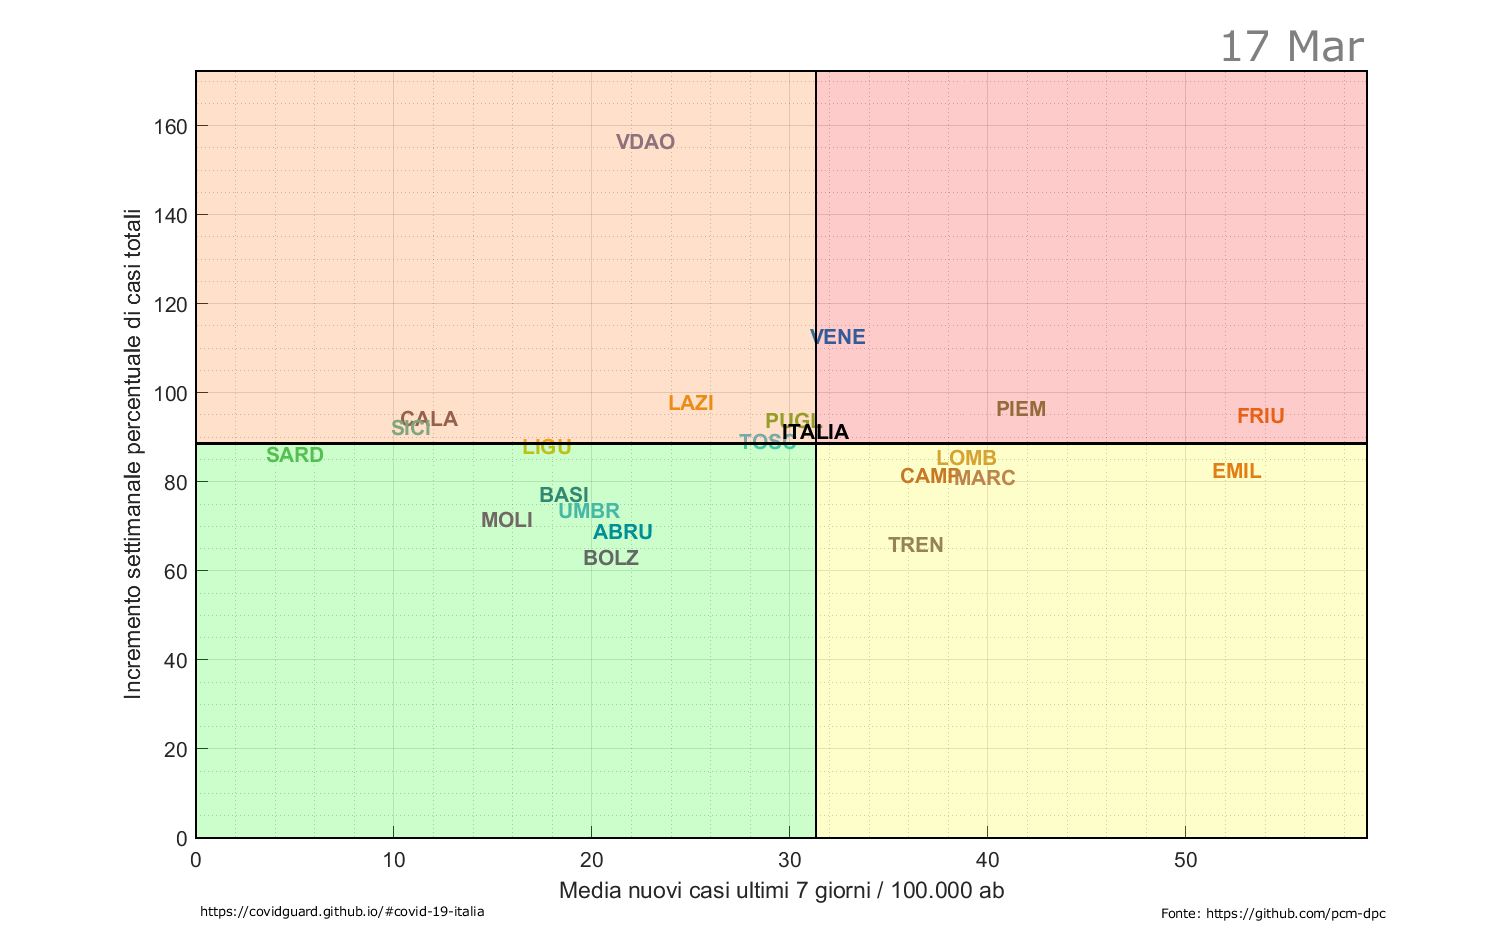 17 Mar
Incremento settimanale percentuale di casi totali
160
140
120
100
80
60
40
20
0
VDAO
VENE
LAZI
PIEM
FRIU
CALA
PUGL
SICI
ITALIA
TOSC
LIGU
SARD
LOMB
EMIL
CAMP
MARC
BASI
UMBR
MOLI
ABRU
TREN
BOLZ
0
10
20
30
40
50
Media nuovi casi ultimi 7 giorni / 100.000 ab
https://covidguard.github.io/#covid-19-italia
Fonte: https://github.com/pcm-dpc